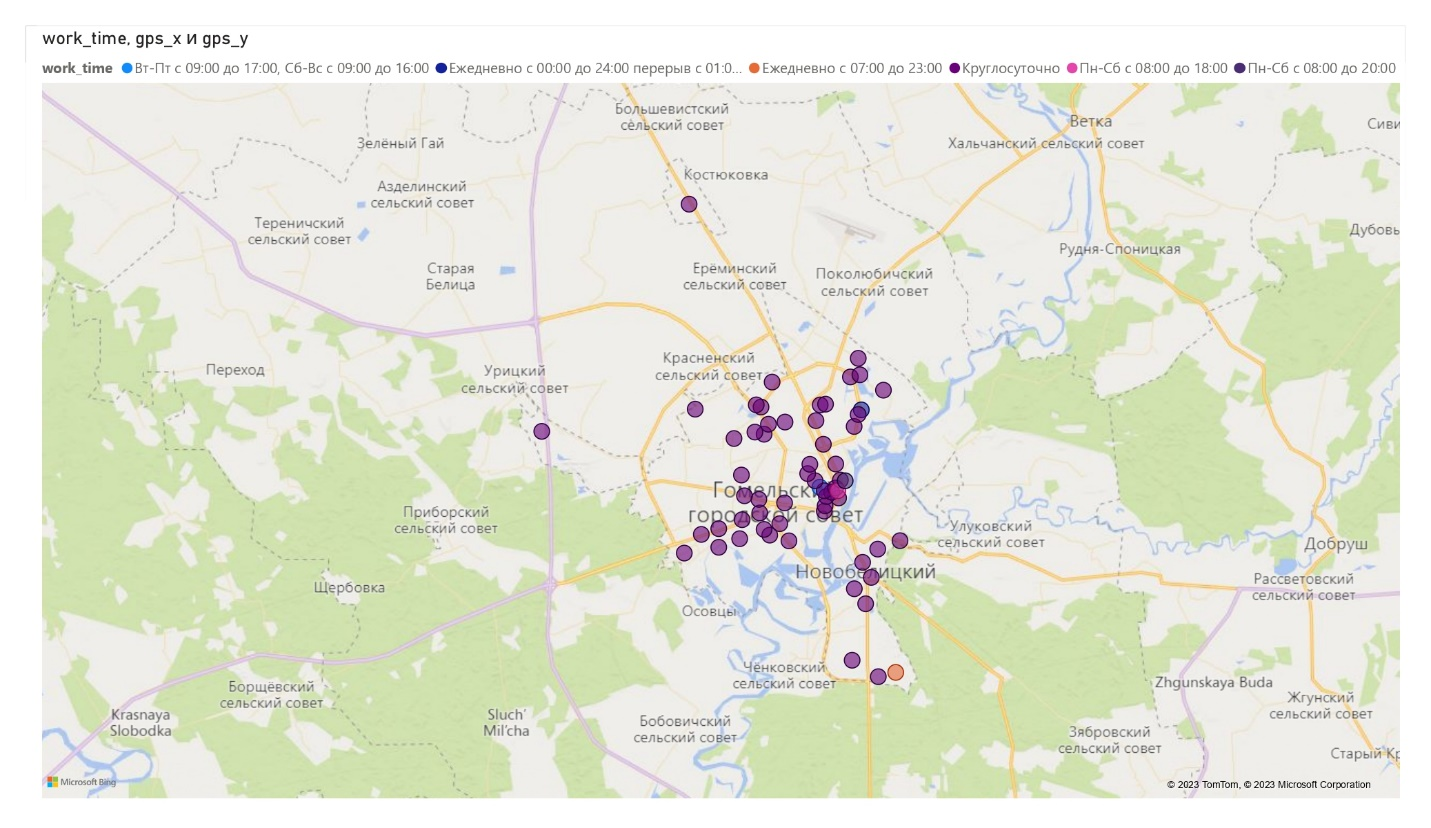 work_time, gps_x и gps_y
work_time Вт-Пт с 09:00 до 17:00, Сб-Вс с 09:00 до 16:00 Ежедневно с 00:00 до 24:00 перерыв с 01:0... Ежедневно с 07:00 до 23:00 Круглосуточно Пн-Сб с 08:00 до 18:00 Пн-Сб с 08:00 до 20:00
Большевистский
сельский совет
Ветка
Сиви
Зелёный Гай
Хальчанский сельский совет
Костюковка
Азделинский
сельский совет
Тереничский
сельский совет
Дубовы
Рудня-Споницкая
Старая
Белица
Ерёминский
сельский совет
Поколюбичский
сельский совет
Переход
Урицкий
сельский совет
Красненский
сельский совет
Гомельский
городской совет
Приборский
сельский совет
Улуковский
сельский совет
Добруш
Новобелицкий
Щербовка
Рассветовский
сельский совет
Осовцы
Ченковский
сельский совет
Zhgunskaya Buda
Борщёвский
сельский совет
Жгунский
сельский совет
Krasnaya
Slobodka
Sluch'
Mil'cha
Бобовичский
сельский совет
Зябровский
сельский совет
Старый Кр
Microsoft Bing
© 2023 TomTom, © 2023 Microsoft Corporation